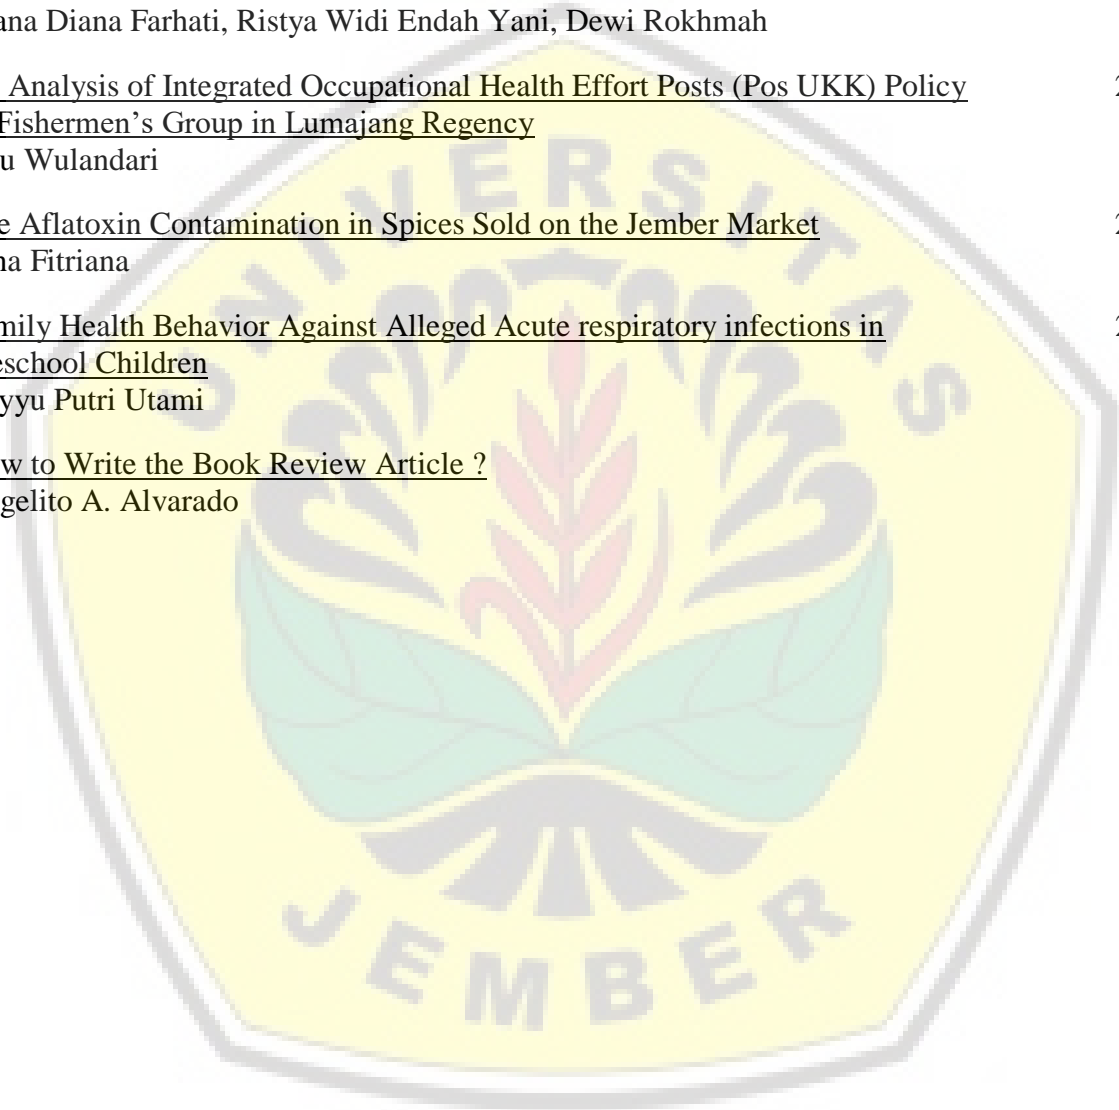 ana Diana Farhati, Ristya Widi Endah Yani, Dewi Rokhmah
Analysis of Integrated Occupational Health Effort Posts (Pos UKK) Policy
Fishermen's Group in Lumajang Regency
u Wulandari
e Aflatoxin Contamination in Spices Sold on the Jember Market
na Fitriana
mily Health Behavior Against Alleged Acute respiratory infections in
eschool Children
yyu Putri Utami
w to Write the Book Review Article ?
gelito A. Alvarado
UNIVERSITAS
JEMBER